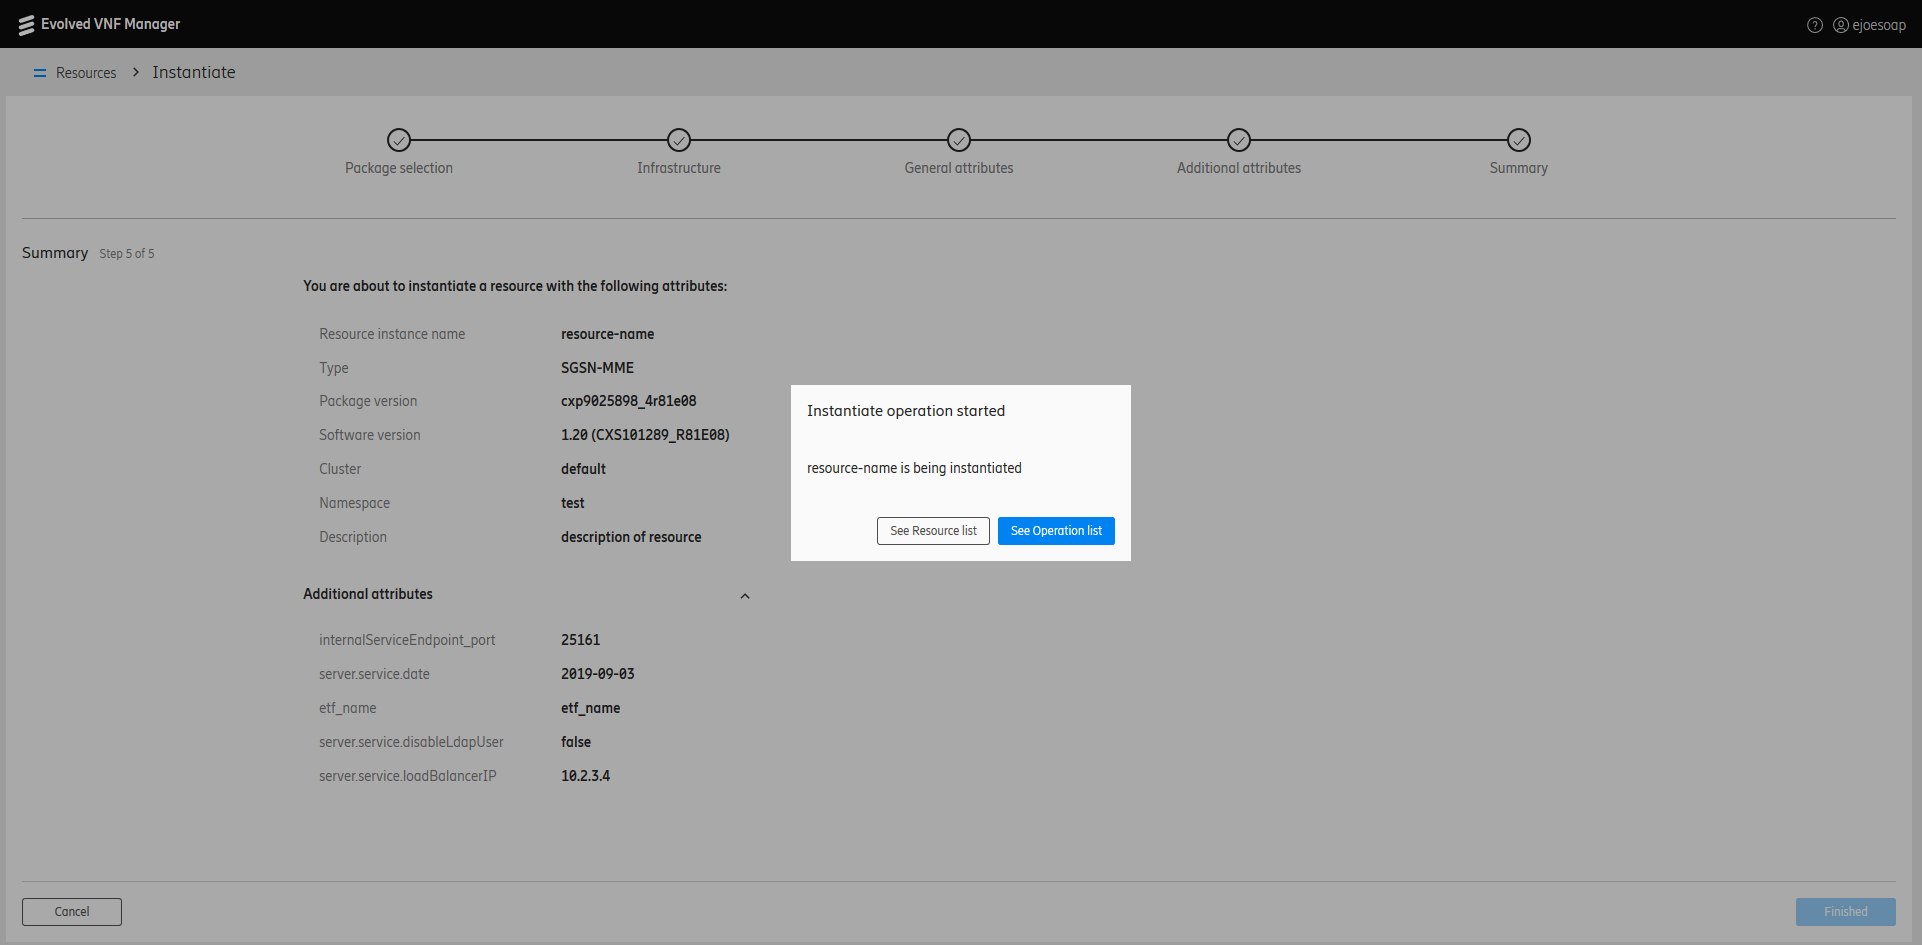 Evolved VNF Manager
ejoesoap
Resources > Instantiate
Package selection
Infrastructure
General attributes
Additional attributes
Summary
Summary Step 5 of 5
You are about to instantiate a resource with the following attributes:
Resource instance name resource-name
Type SGSN-MME
Package version cxp9025898_4r81e08
Software version 1.20 (CXS101289_R81E08)
Cluster default
Namespace test
Description description of resource
Additional attributes
internalServiceEndpoint_port 25161
server.service.date 2019-09-03
etf_name etf_name
server.service.disableLdapUser false
server.service.loadBalancerIP 10.2.3.4
Instantiate operation started
resource-name is being instantiated
See Resource list
See Operation list
Cancel
Finished